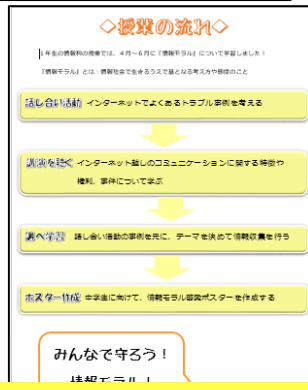 ◇授業の流れ◇
1年生の情報科の授業では、4月～6月に『情報モラル』について学習しました！
『情報モラル』とは：情報社会で生きるうえで基となる考え方や態度のこと
話し合い活動 インターネットでよくあるトラブル事例を考える
講演を聴く インターネット越しのコミュニケーションに関する特徴や
権利、事件について学ぶ
調べ学習 話し合い活動の事例を元に、テーマを決めて情報収集を行う
ポスター作成 中学生に向けて、情報モラル啓発ポスターを作成する
みんなで守ろう！
情報モラル！